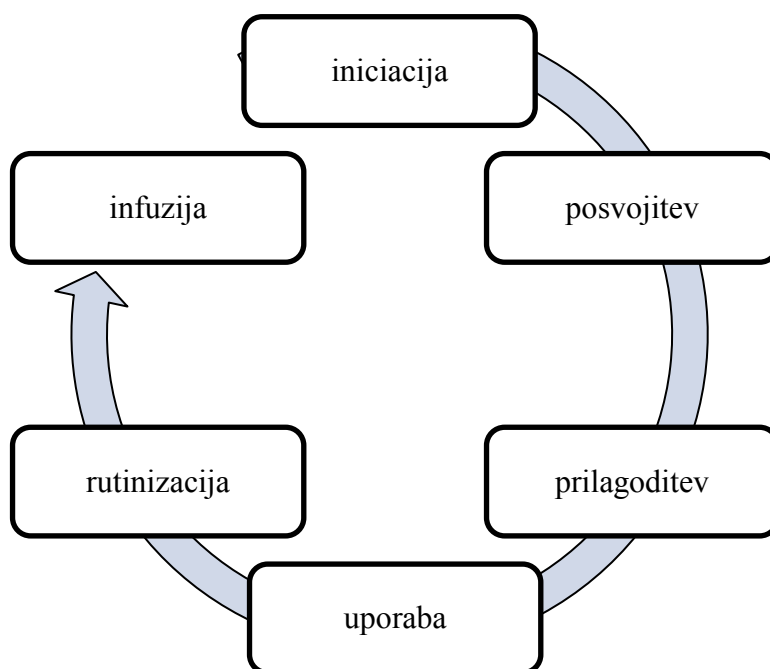 iniciacija
posvojitev
prilagoditev
uporaba
rutinizacija
infuzija